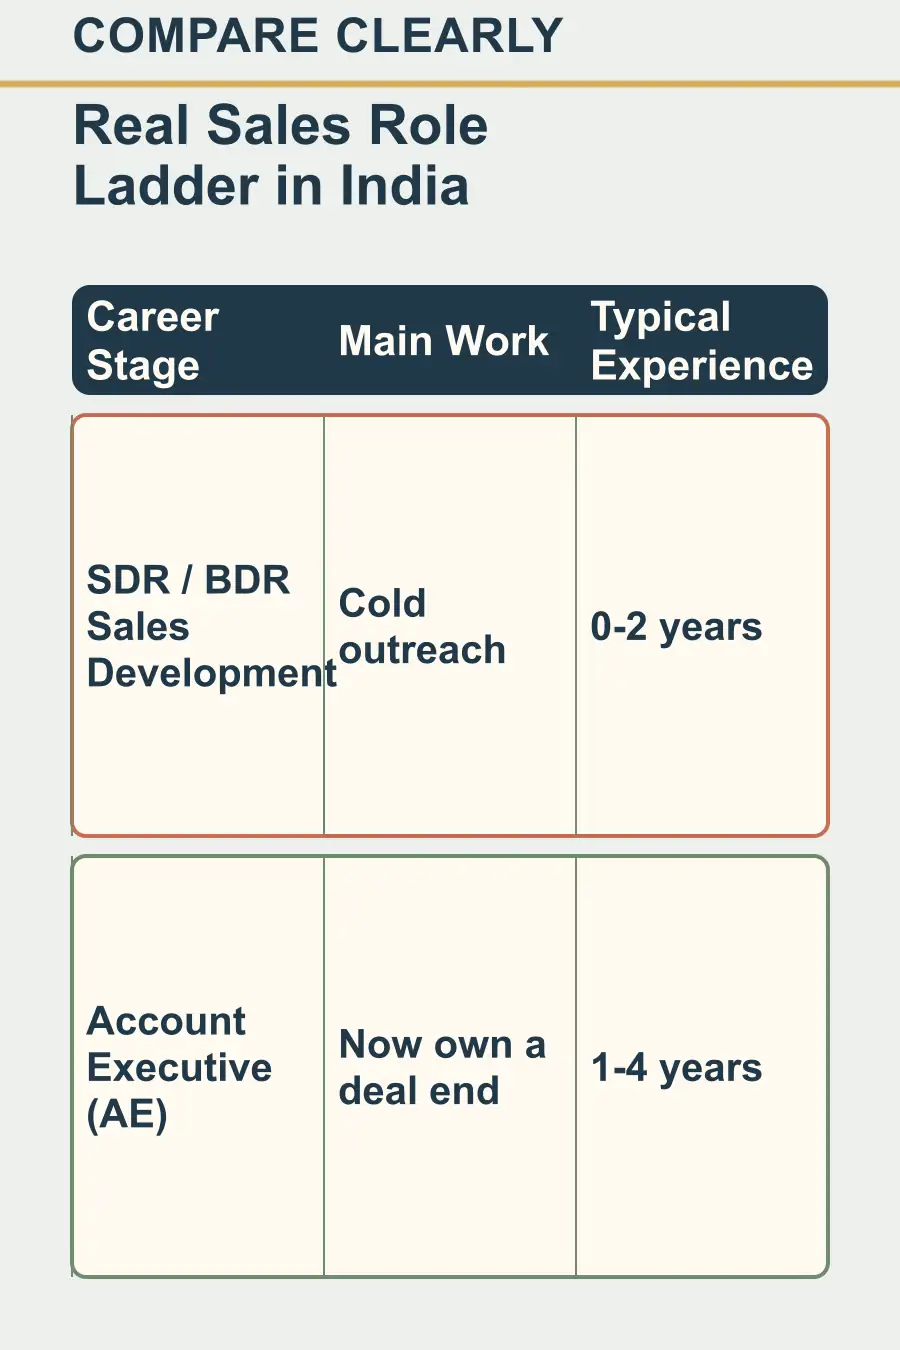 COMPARE CLEARLY
Real Sales Role
Ladder in India
Career
Stage
Main Work
Typical
Experience
SDR / BDR
Sales
Development
Cold
outreach
0-2 years
Account
Executive
(AE)
Now own a
deal end
1-4 years